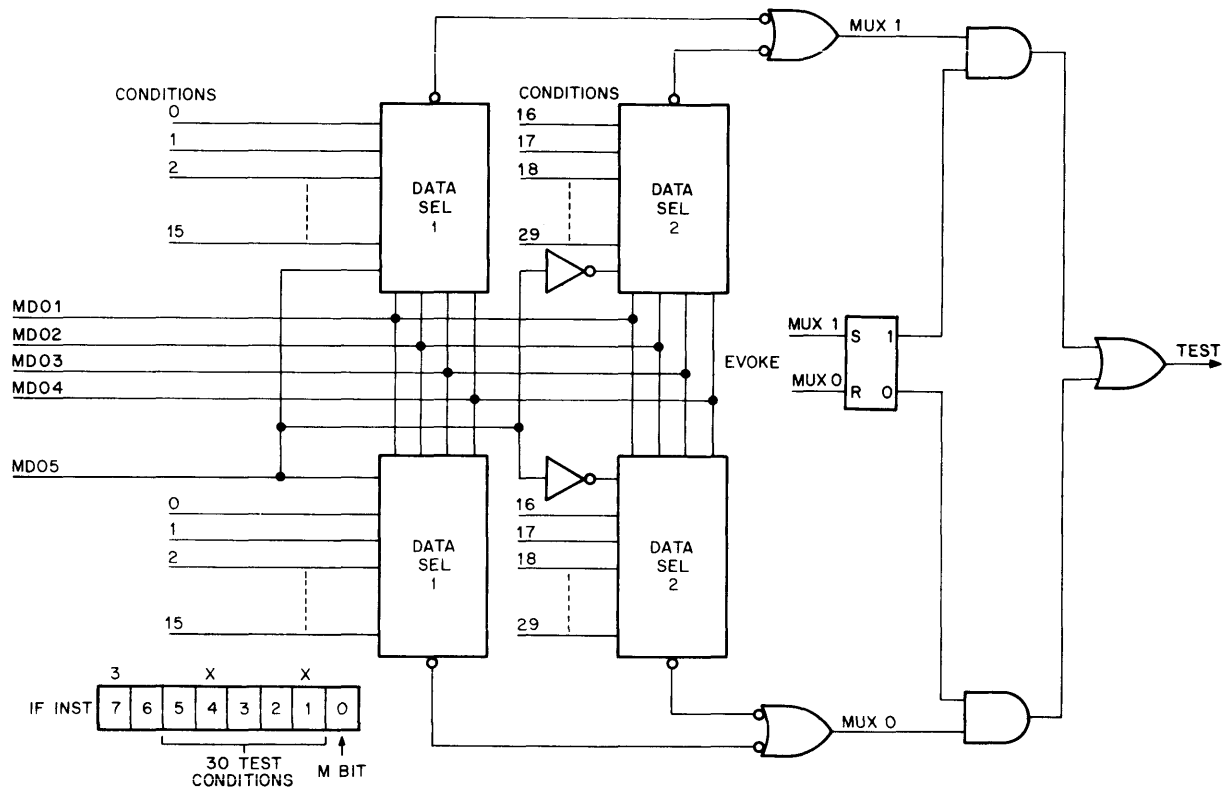 MUX 1
CONDITIONS
0
1
2
15
DATA
SEL
1
CONDITIONS
16
17
18
29
DATA
SEL
2
MD01
MD02
MD03
MD04
MD05
EVOKE
MUX 1
MUX 0
S 1
R 0
TEST
0
1
2
15
DATA
SEL
1
16
17
18
29
DATA
SEL
2
MUX 0
3 X X
IF INST 7 6 5 4 3 2 1 0
30 TEST
CONDITIONS
M BIT